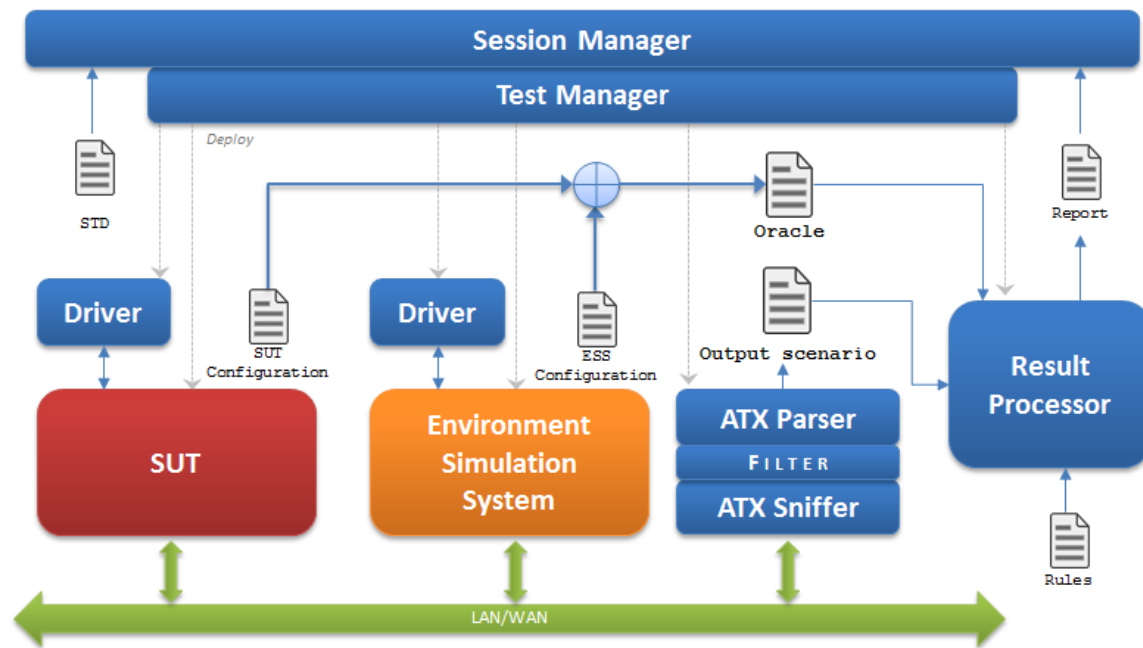 Session Manager
Test Manager
Deploy
STD
Oracle
Report
Driver
SUT
Configuration
Driver
ESS
Configuration
Output scenario
SUT
Environment
Simulation
System
ATX Parser
FILTER
ATX Sniffer
Result
Processor
Rules
LAN/WAN